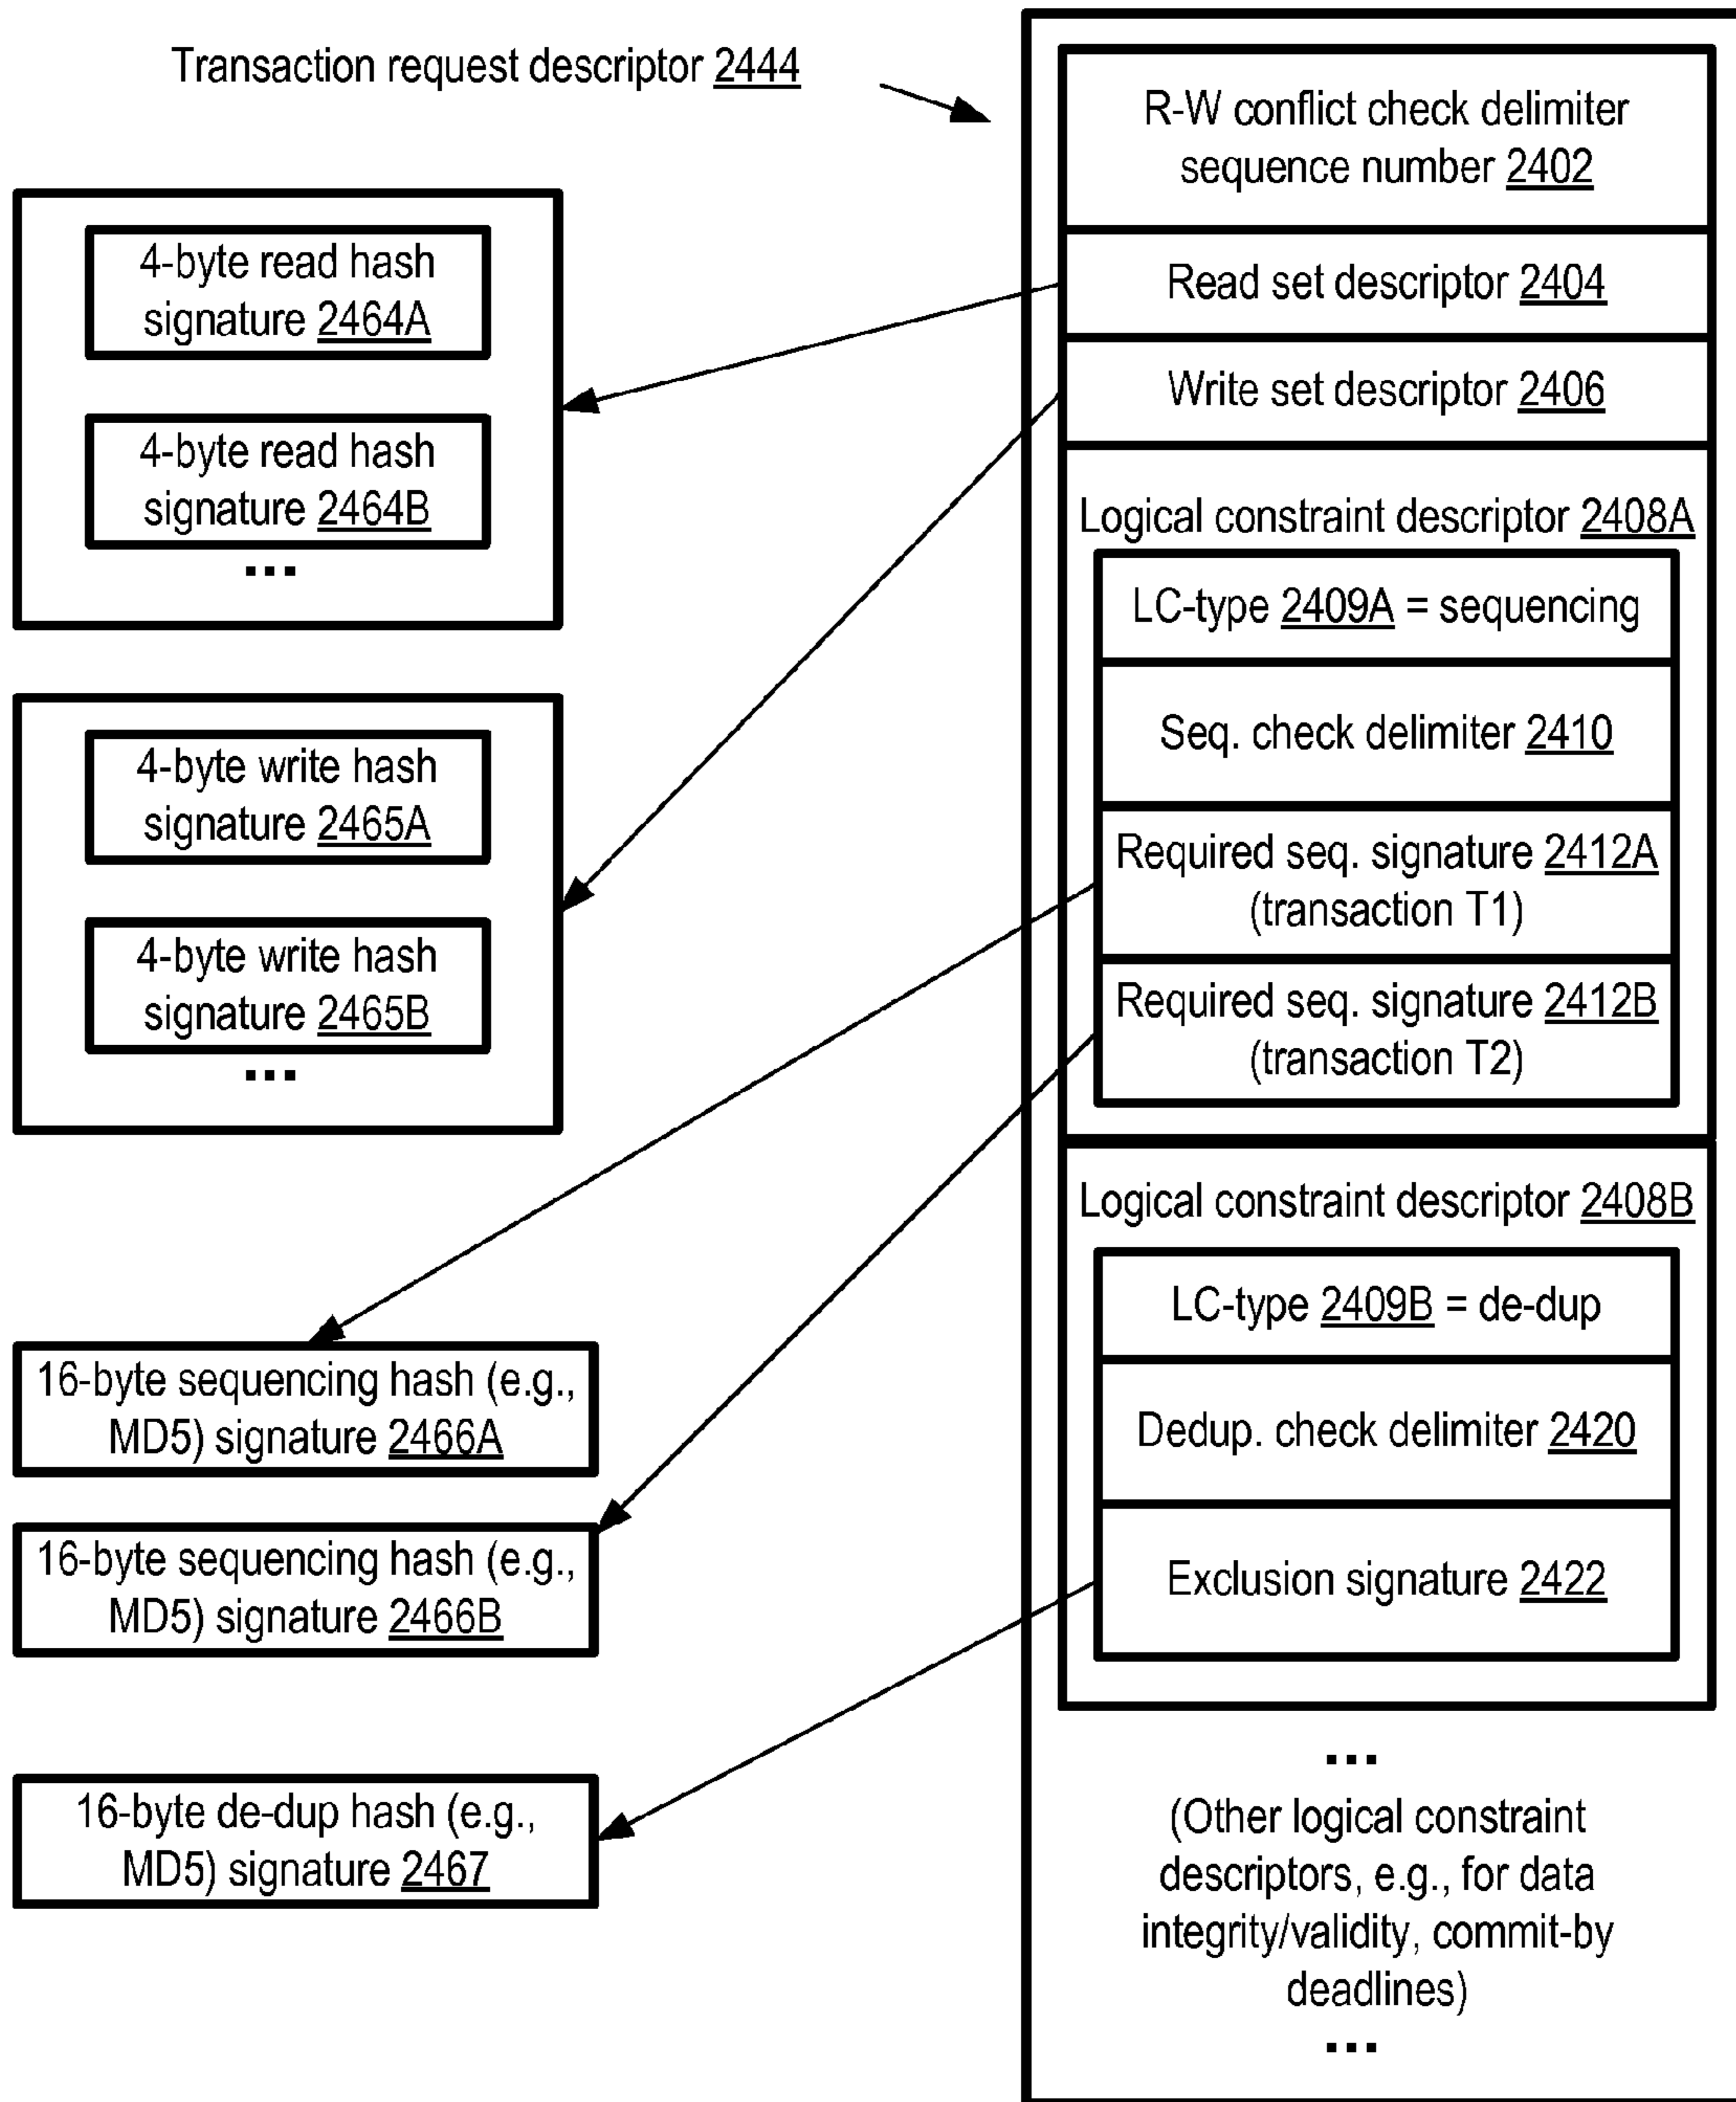 Transaction request descriptor 2444
4-byte read hash
signature 2464A
4-byte read hash
signature 2464B
...
4-byte write hash
signature 2465A
4-byte write hash
signature 2465B
...
16-byte sequencing hash (e.g.,
MD5) signature 2466A
16-byte sequencing hash (e.g.,
MD5) signature 2466B
16-byte de-dup hash (e.g.,
MD5) signature 2467
R-W conflict check delimiter
sequence number 2402
Read set descriptor 2404
Write set descriptor 2406
Logical constraint descriptor 2408A
LC-type 2409A = sequencing
Seq. check delimiter 2410
Required seq. signature 2412A
(transaction T1)
Required seq. signature 2412B
(transaction T2)
Logical constraint descriptor 2408B
LC-type 2409B = de-dup
Dedup. check delimiter 2420
Exclusion signature 2422
...
(Other logical constraint
descriptors, e.g., for data
integrity/validity, commit-by
deadlines)
...